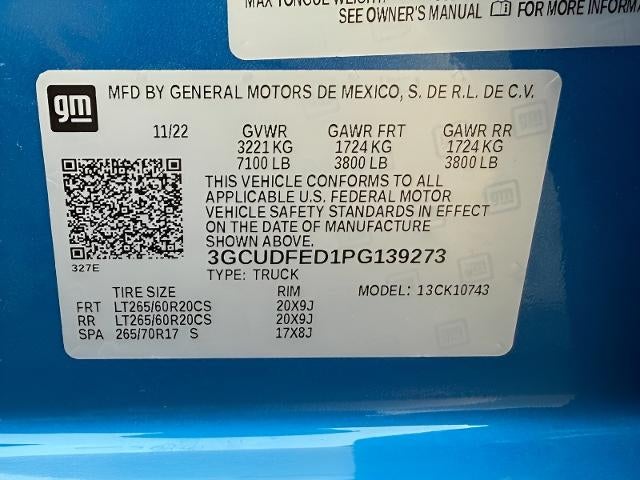 SEE OWNER'S MANUAL FOR MORE INFORMA
gm
MFD BY GENERAL MOTORS DE MEXICO, S. DE R.L. DE C.V.
11/22 GVWR GAWR FRT GAWR RR
3221 KG 1724 KG 1724 KG
7100 LB 3800 LB 3800 LB
THIS VEHICLE CONFORMS TO ALL
APPLICABLE U.S. FEDERAL MOTOR
VEHICLE SAFETY STANDARDS IN EFFECT
ON THE DATE OF MANUFACTURE
SHOWN ABOVE.
3GCUDFED1PG139273
327E
TYPE: TRUCK
TIRE SIZE RIM MODEL: 13CK10743
FRT LT265/60R20CS 20X9J
RR LT265/60R20CS 20X9J
SPA 265/70R17 S 17X8J